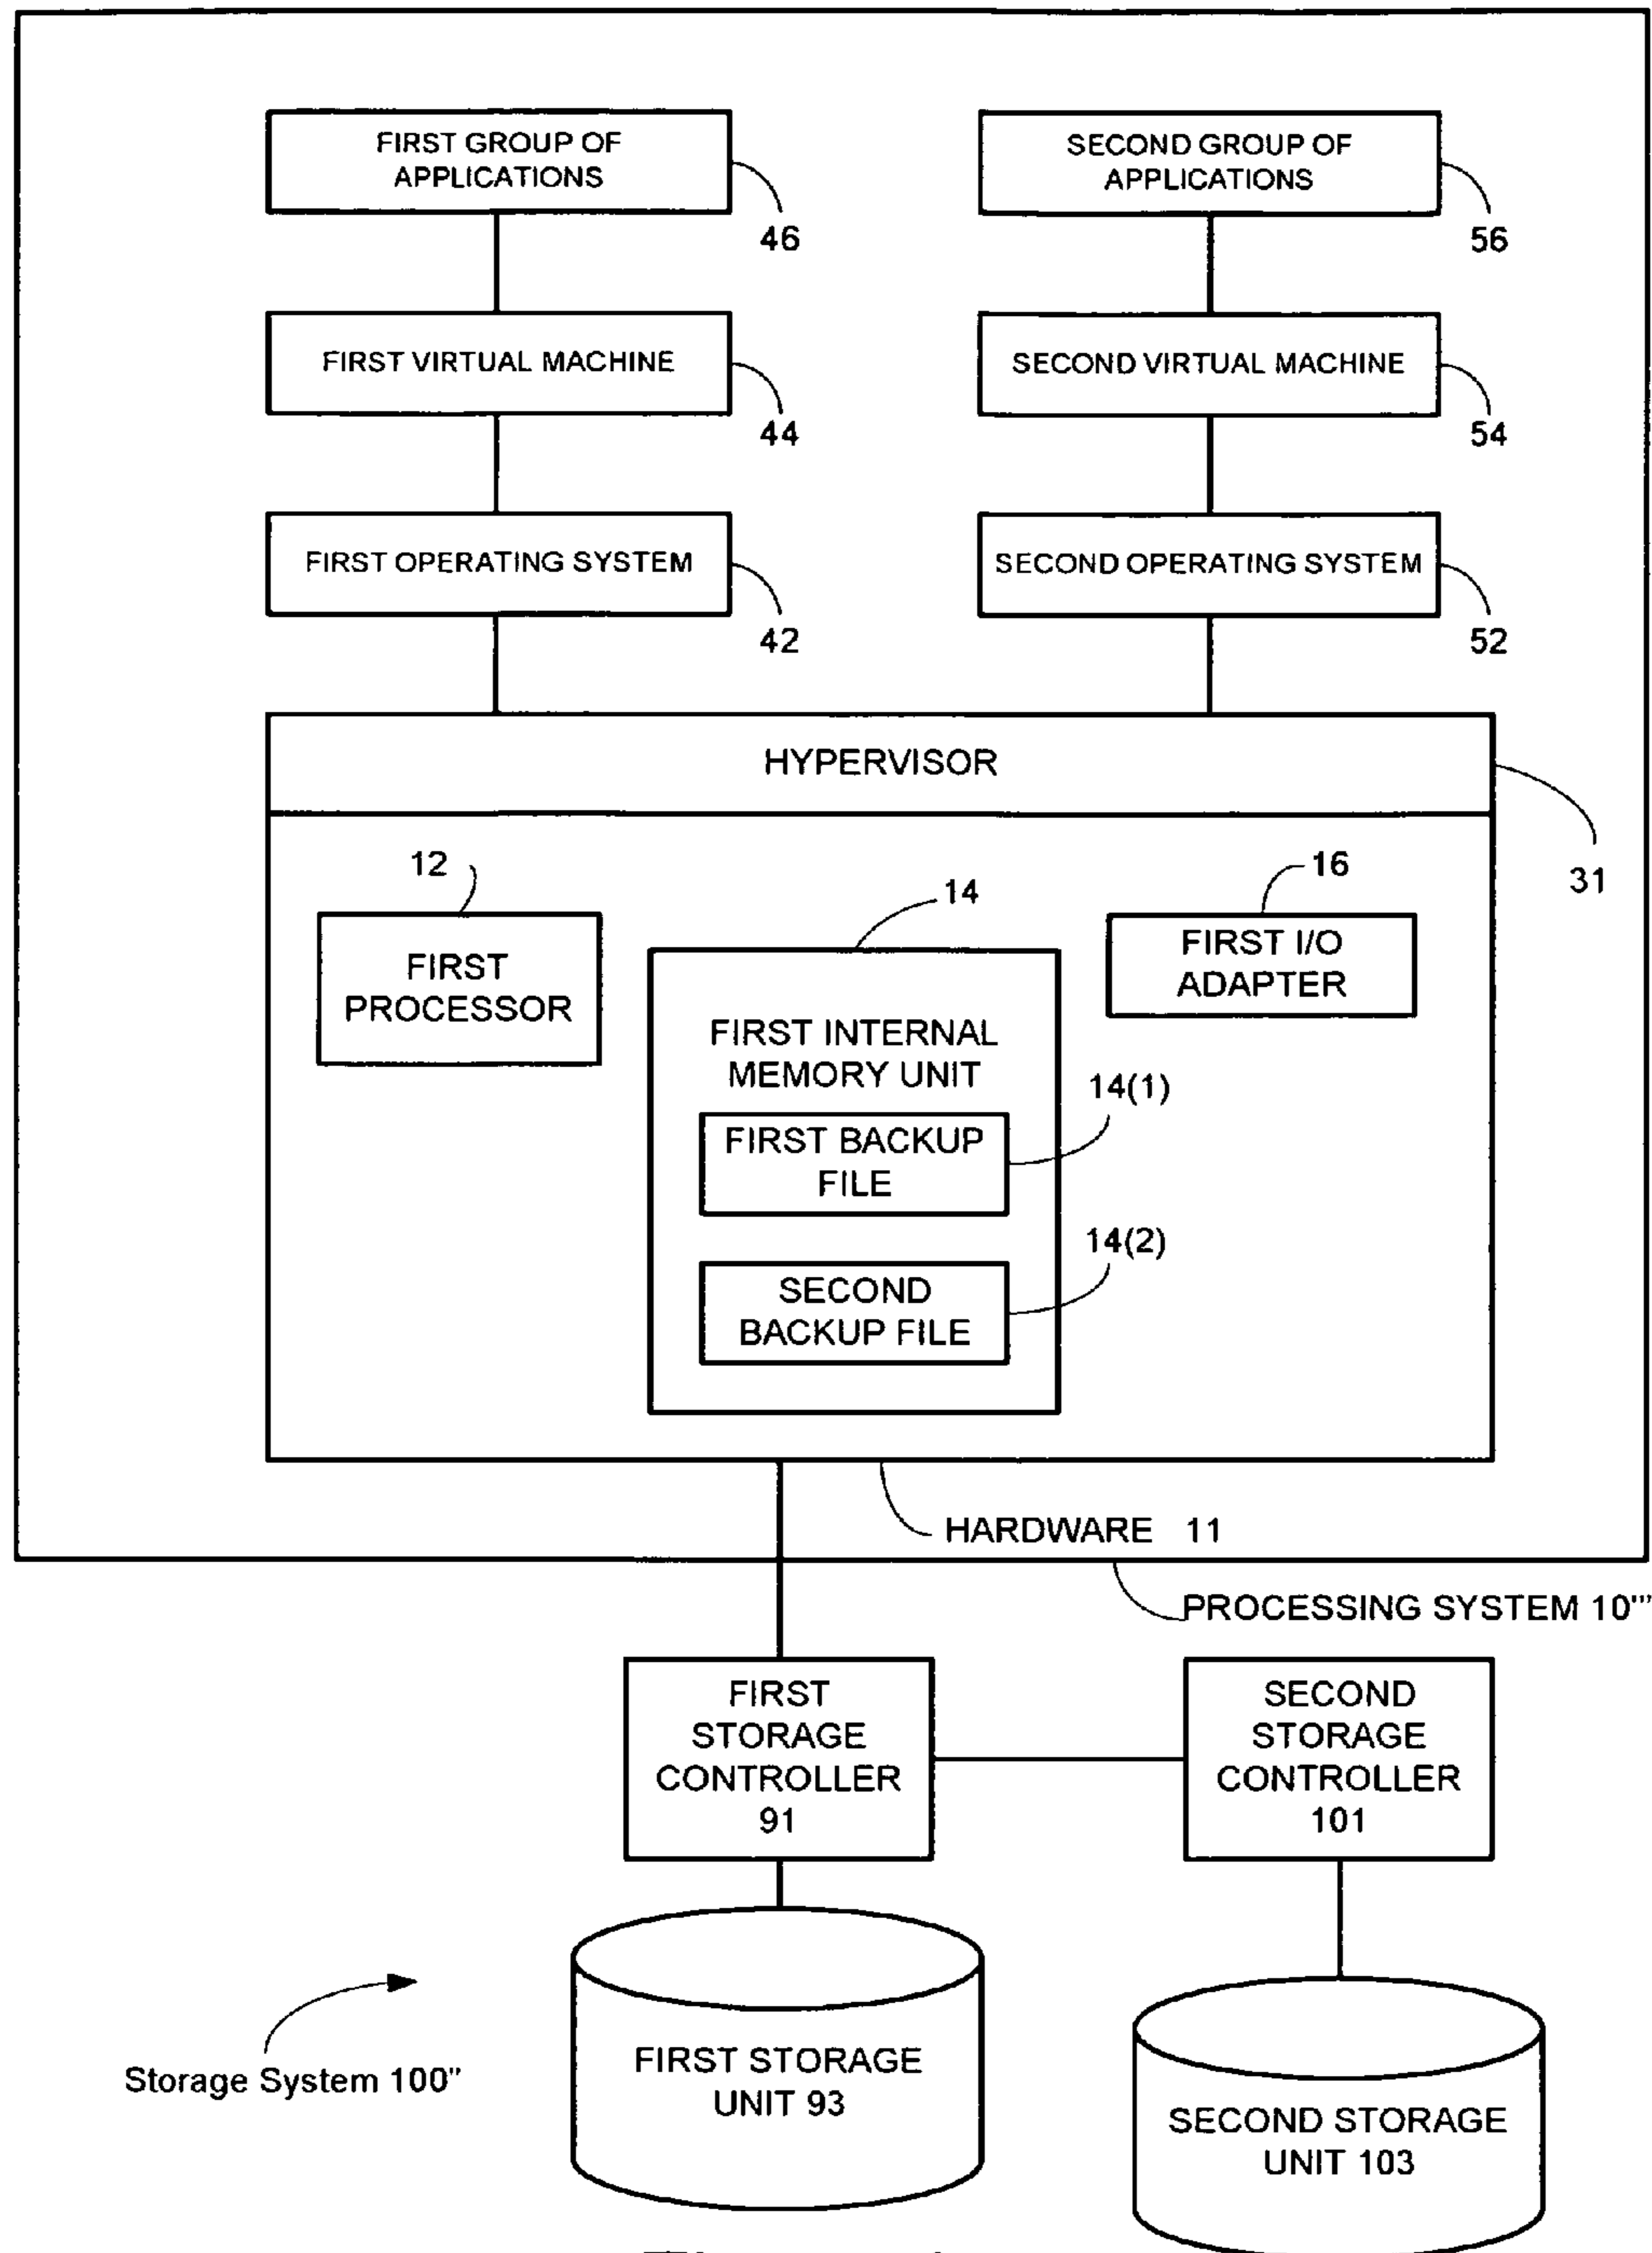 FIRST GROUP OF
APPLICATIONS
46
SECOND GROUP OF
APPLICATIONS
56
FIRST VIRTUAL MACHINE
44
SECOND VIRTUAL MACHINE
54
FIRST OPERATING SYSTEM
42
SECOND OPERATING SYSTEM
52
HYPERVISOR
31
12
FIRST
PROCESSOR
14
FIRST INTERNAL
MEMORY UNIT
16
FIRST I/O
ADAPTER
14(1)
FIRST BACKUP
FILE
14(2)
SECOND
BACKUP FILE
HARDWARE 11
PROCESSING SYSTEM 10'''
FIRST
STORAGE
CONTROLLER
91
SECOND
STORAGE
CONTROLLER
101
Storage System 100"
FIRST STORAGE
UNIT 93
SECOND STORAGE
UNIT 103